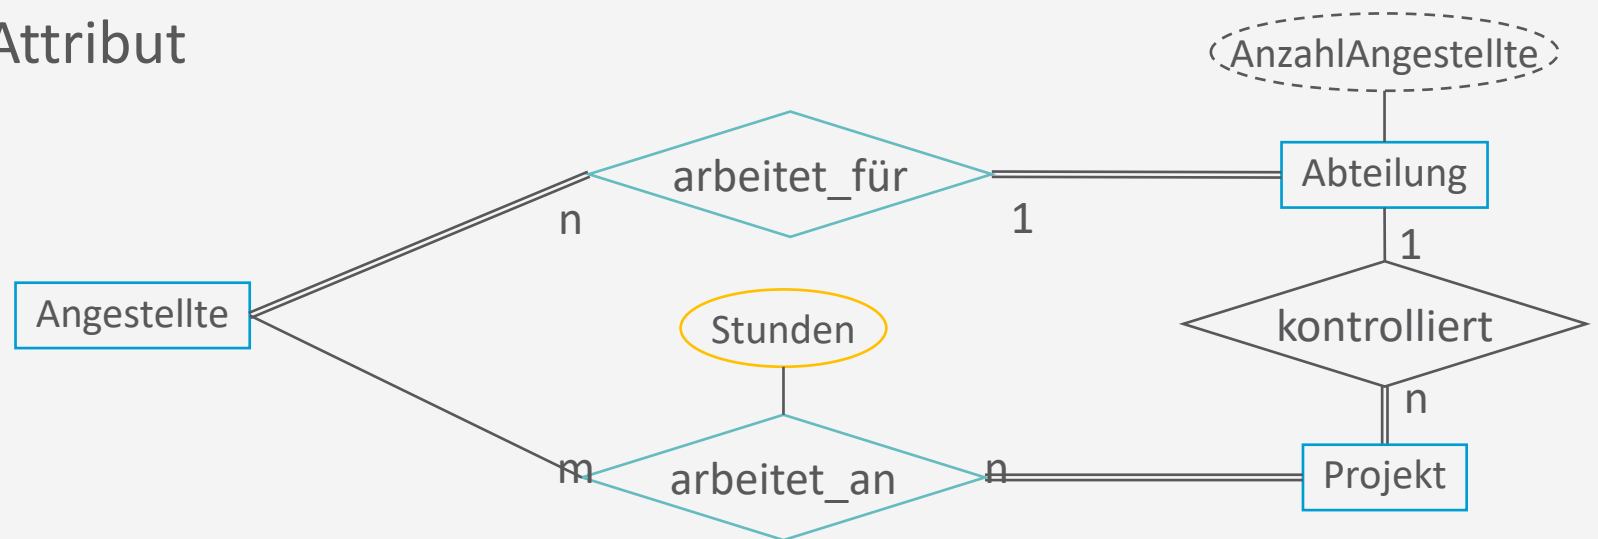 Attribut
AnzahlAngestellte
arbeitet_für
Abteilung
n
1
1
Angestellte
Stunden
kontrolliert
n
m
arbeitet_an
n
Projekt